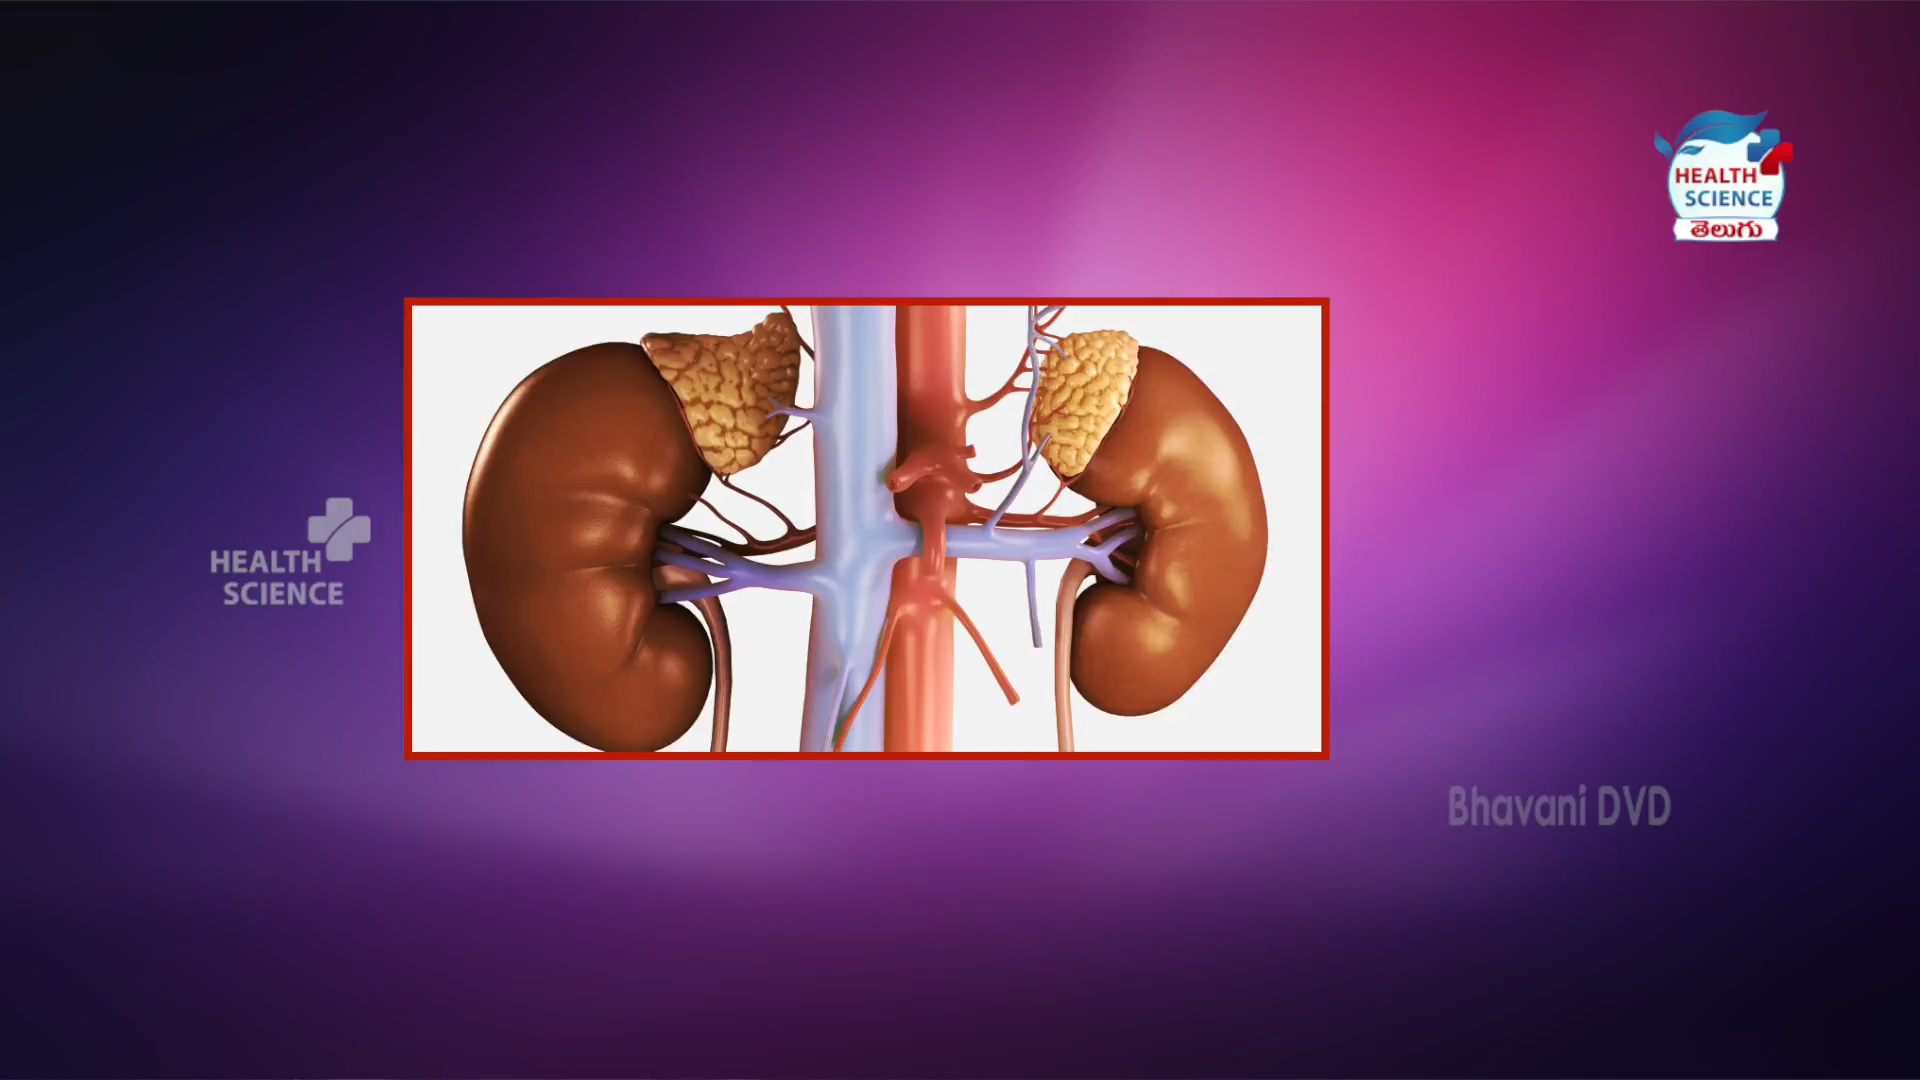 HEALTH
SCIENCE
తెలుగు
HEALTH
SCIENCE
Bhavani DVD